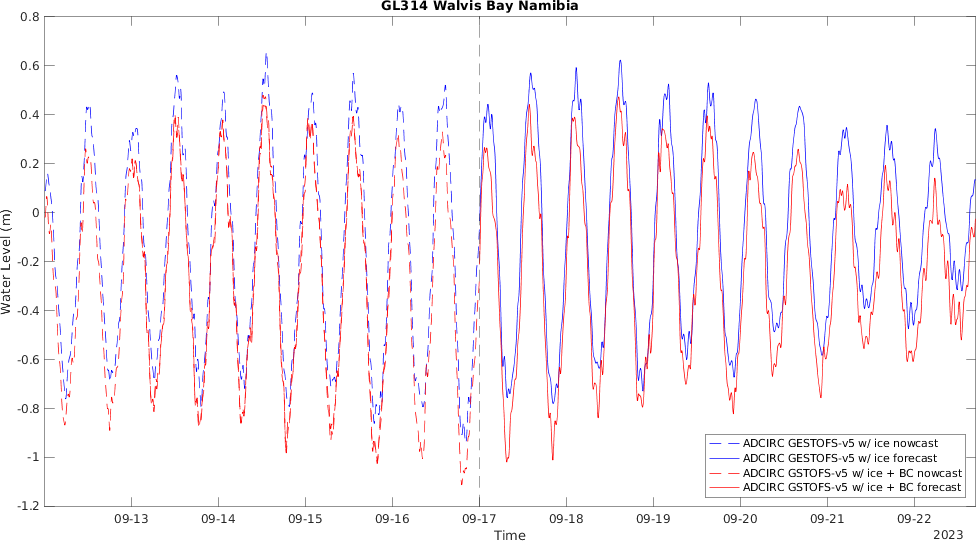 GL314 Walvis Bay Namibia
0.8
0.6
0.4
0.2
0
-0.2
-0.4
-0.6
-0.8
-1
-1.2
Water Level (m)
ADCIRC GESTOFS-v5 w/ ice nowcast
ADCIRC GESTOFS-v5 w/ ice forecast
ADCIRC GSTOFS-v5 w/ ice + BC nowcast
ADCIRC GSTOFS-v5 w/ ice + BC forecast
09-13 09-14 09-15 09-16 09-17 09-18 09-19 09-20 09-21 09-22
Time
2023